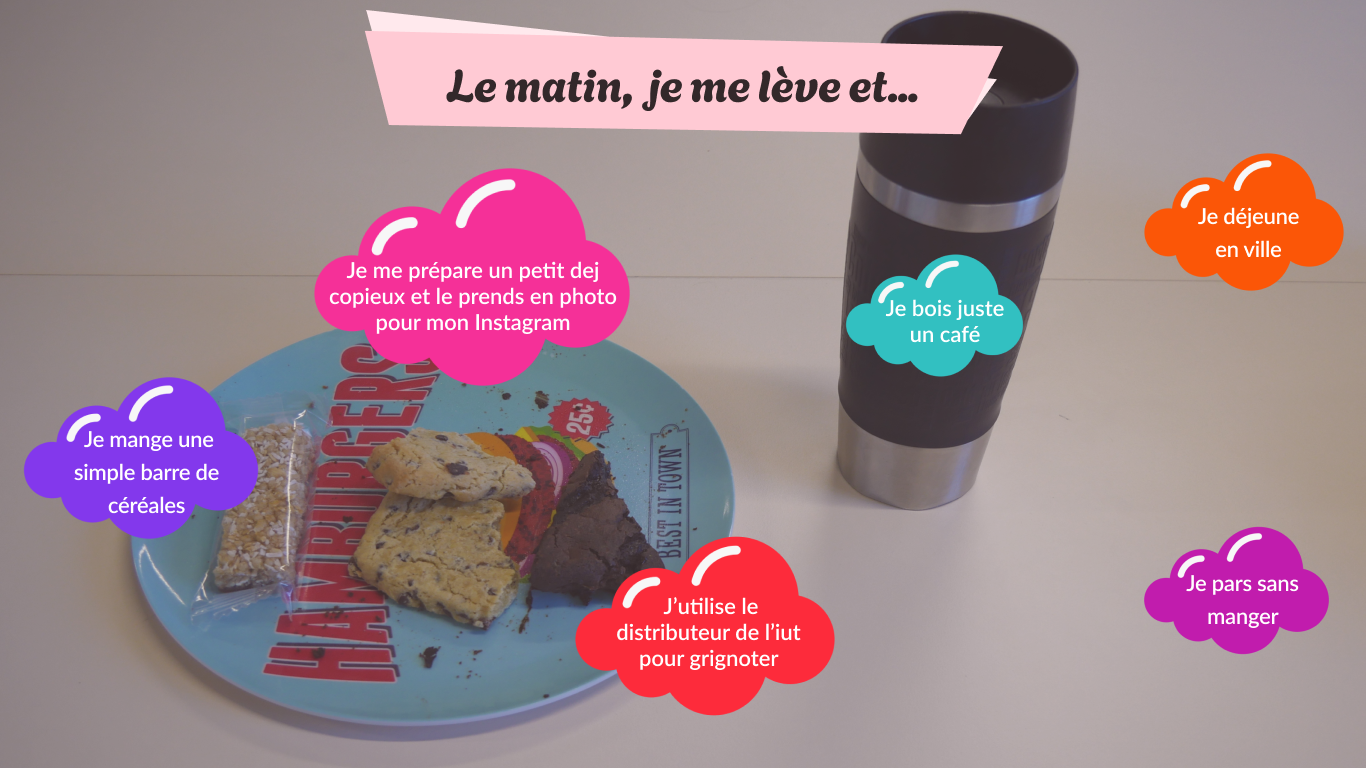 Le matin, je me lève et...
Je me prépare un petit dej
copieux et le prends en photo
pour mon Instagram
Je déjeune
en ville
Je bois juste
un café
Je mange une
simple barre de
céréales
J'utilise le
distributeur de l'iut
pour grignoter
Je pars sans
manger
HAMBURGERS
25¢
BEST IN TOWN